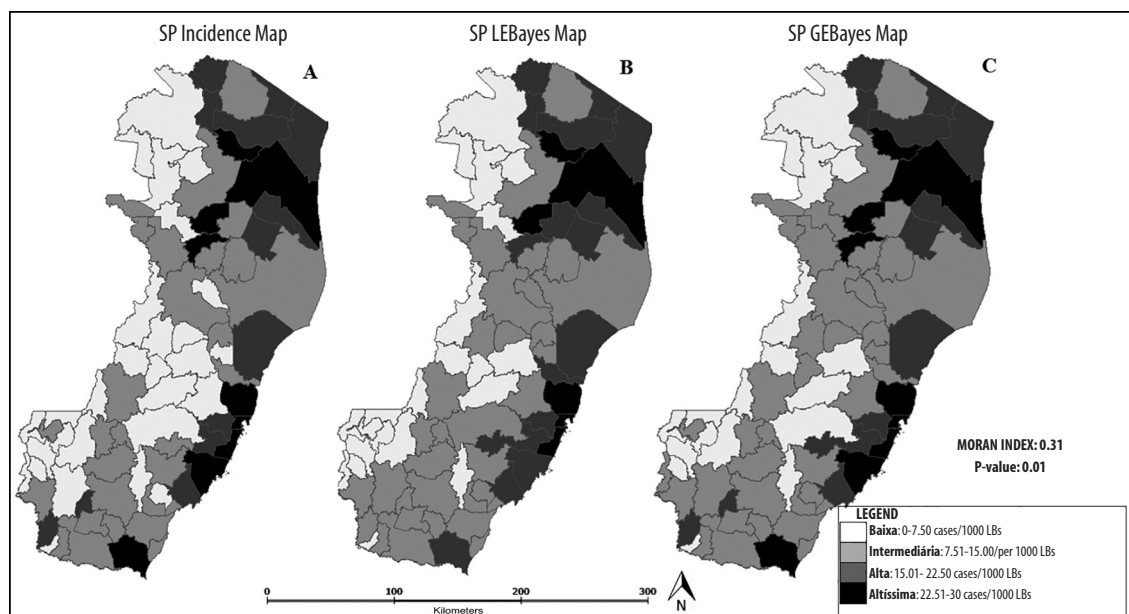 SP Incidence Map
SP LEBayes Map
SP GEBayes Map
A
B
C
MORAN INDEX: 0.31
P-value: 0.01
LEGEND
Baixa: 0-7.50 cases/1000 LBs
Intermediária: 7.51-15.00/per 1000 LBs
Alta: 15.01- 22.50 cases/1000 LBs
Altíssima: 22.51-30 cases/1000 LBs
0 100 200 300
Kilometers
N